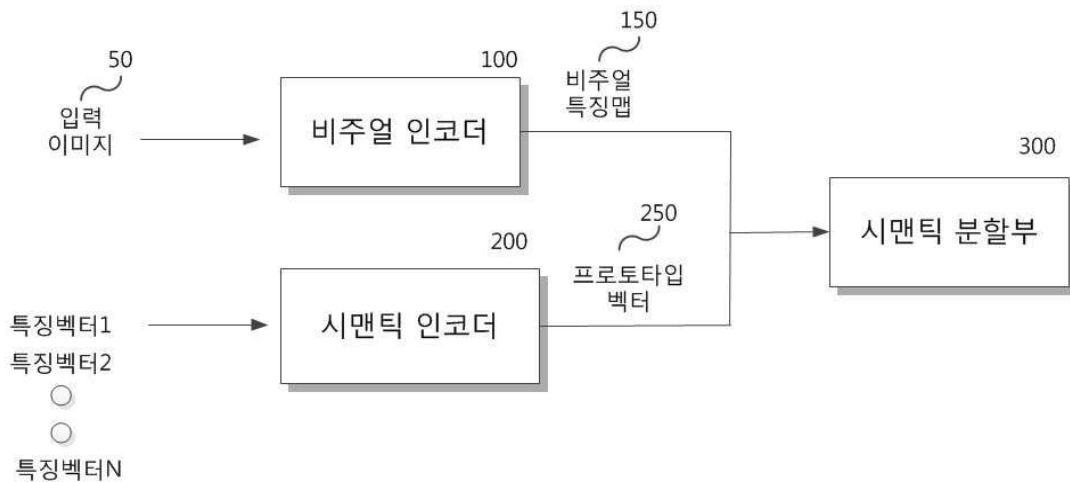 50
입력
이미지
100
비주얼 인코더
150
비주얼
특징맵
300
시맨틱 분할부
200
시맨틱 인코더
250
프로토타입
벡터
특징벡터1
특징벡터2
특징벡터N